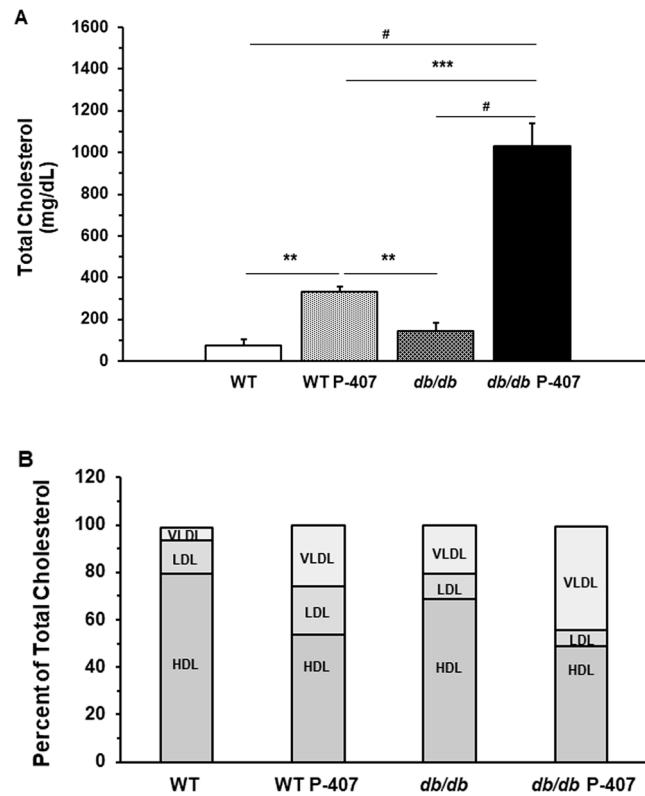 A
1600
1400
1200
1000
800
600
400
200
0
Total Cholesterol
(mg/dL)
#
***
#
** **
WT WT P-407 db/db db/db P-407
B
120
100
80
60
40
20
0
Percent of Total Cholesterol
VLDL
LDL
HDL
VLDL
LDL
HDL
VLDL
LDL
HDL
VLDL
LDL
HDL
WT WT P-407 db/db db/db P-407